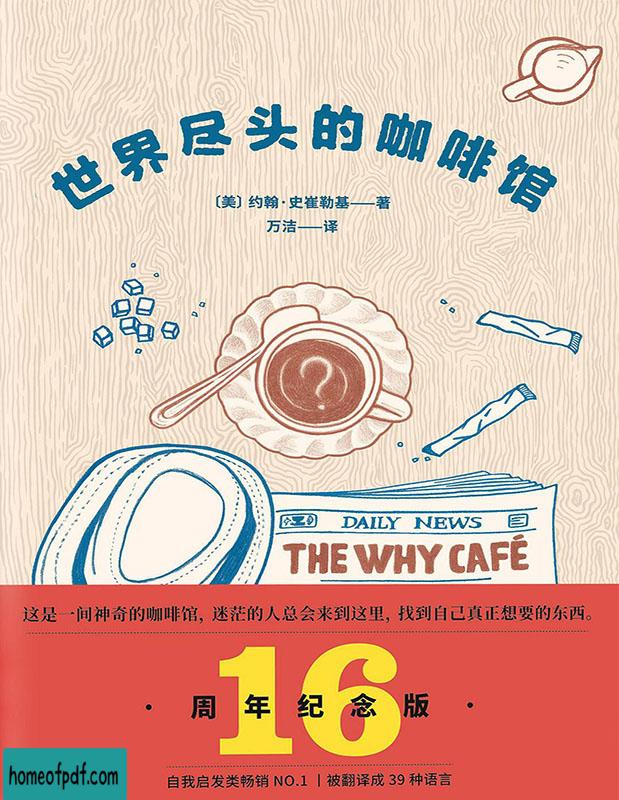 世界尽头的咖啡馆
〔美〕约翰·史崔勒基——著
万洁——译
DAILY NEWS
THE WHY CAFÉ
这是一间神奇的咖啡馆，迷茫的人总会来到这里，找到自己真正想要的东西。
16
·周年纪念版·
自我启发类畅销 NO.1 | 被翻译成 39 种语言
homeofpdf.com